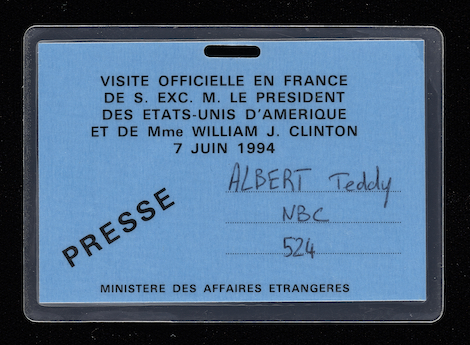 VISITE OFFICIELLE EN FRANCE
DE S. EXC. M. LE PRESIDENT
DES ETATS-UNIS D'AMERIQUE
ET DE Mme WILLIAM J. CLINTON
7 JUIN 1994
ALBERT Teddy
NBC
524
PRESSE
MINISTERE DES AFFAIRES ETRANGERES